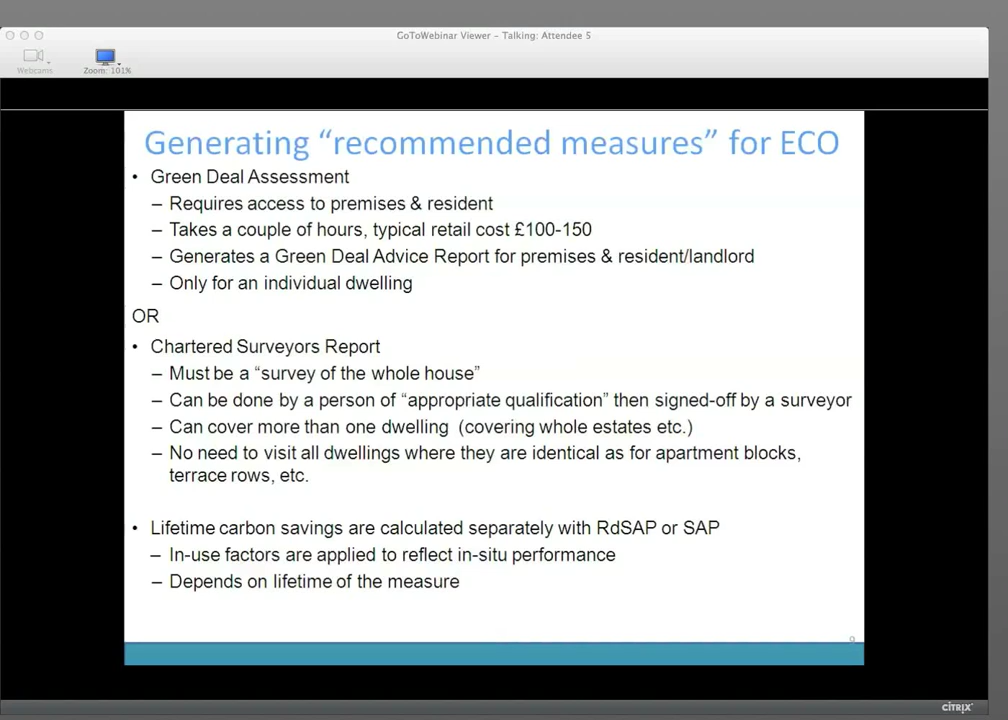 GoToWebinar Viewer - Talking: Attendee 5
Webcams
Zoom: 101%
Generating “recommended measures” for ECO
• Green Deal Assessment
– Requires access to premises & resident
– Takes a couple of hours, typical retail cost £100-150
– Generates a Green Deal Advice Report for premises & resident/landlord
– Only for an individual dwelling
OR
• Chartered Surveyors Report
– Must be a “survey of the whole house”
– Can be done by a person of “appropriate qualification” then signed-off by a surveyor
– Can cover more than one dwelling (covering whole estates etc.)
– No need to visit all dwellings where they are identical as for apartment blocks,
terrace rows, etc.
• Lifetime carbon savings are calculated separately with RdSAP or SAP
– In-use factors are applied to reflect in-situ performance
– Depends on lifetime of the measure
9
CITRIX